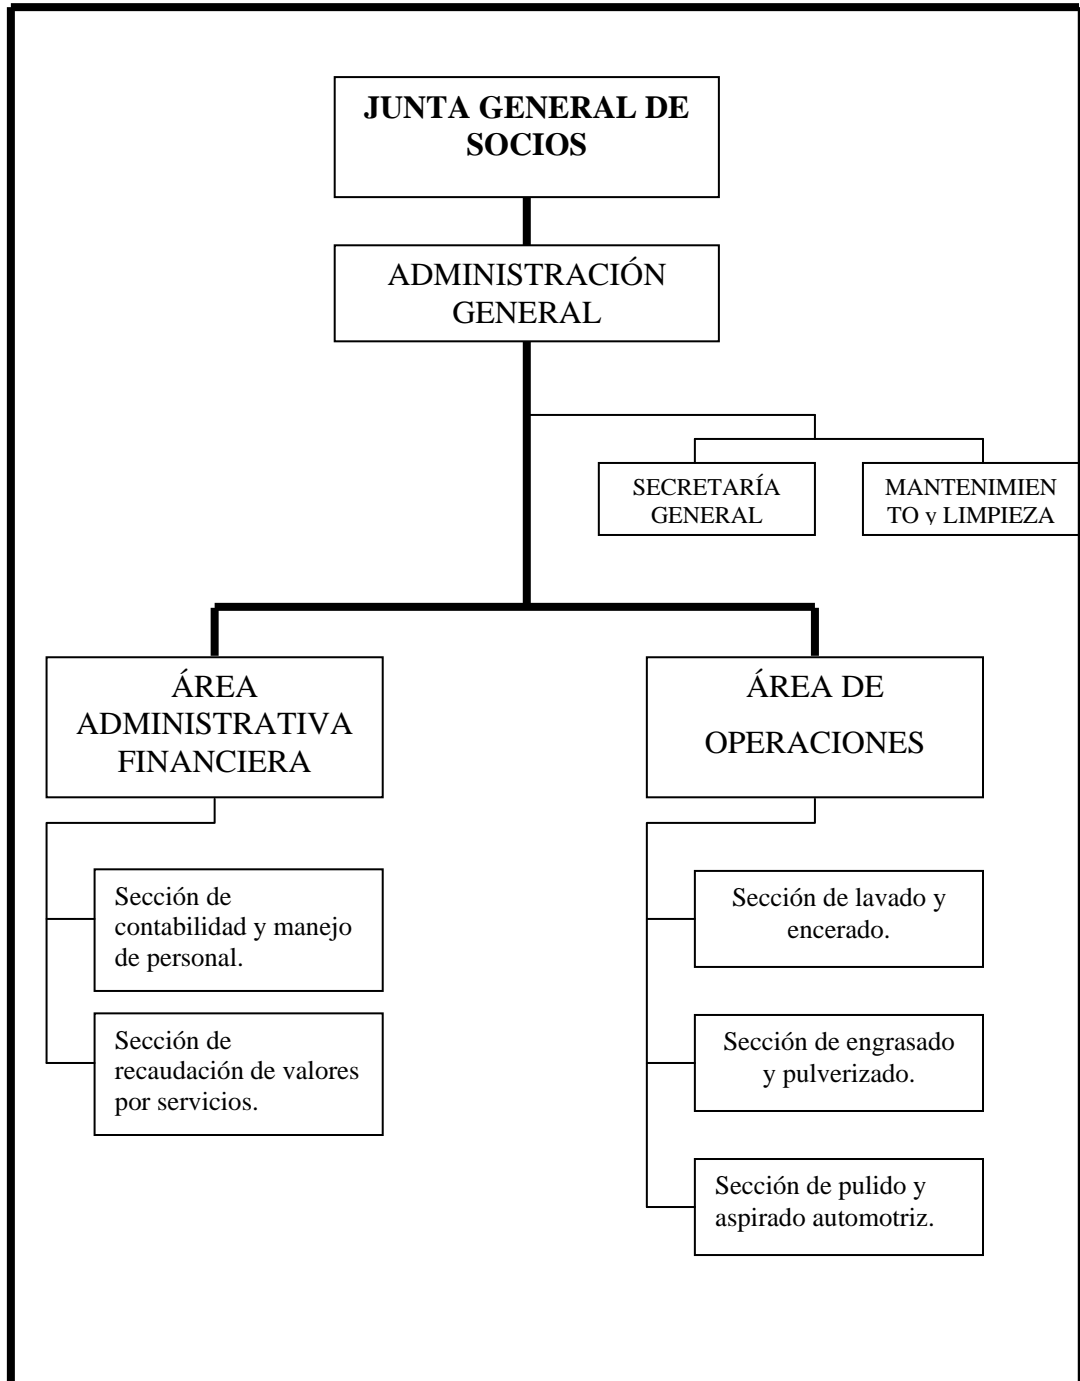 JUNTA GENERAL DE
SOCIOS
ADMINISTRACIÓN
GENERAL
SECRETARÍA
GENERAL
MANTENIMIEN
TO y LIMPIEZA
ÁREA
ADMINISTRATIVA
FINANCIERA
ÁREA DE
OPERACIONES
Sección de
contabilidad y manejo
de personal.
Sección de
recaudación de valores
por servicios.
Sección de lavado y
encerado.
Sección de engrasado
y pulverizado.
Sección de pulido y
aspirado automotriz.